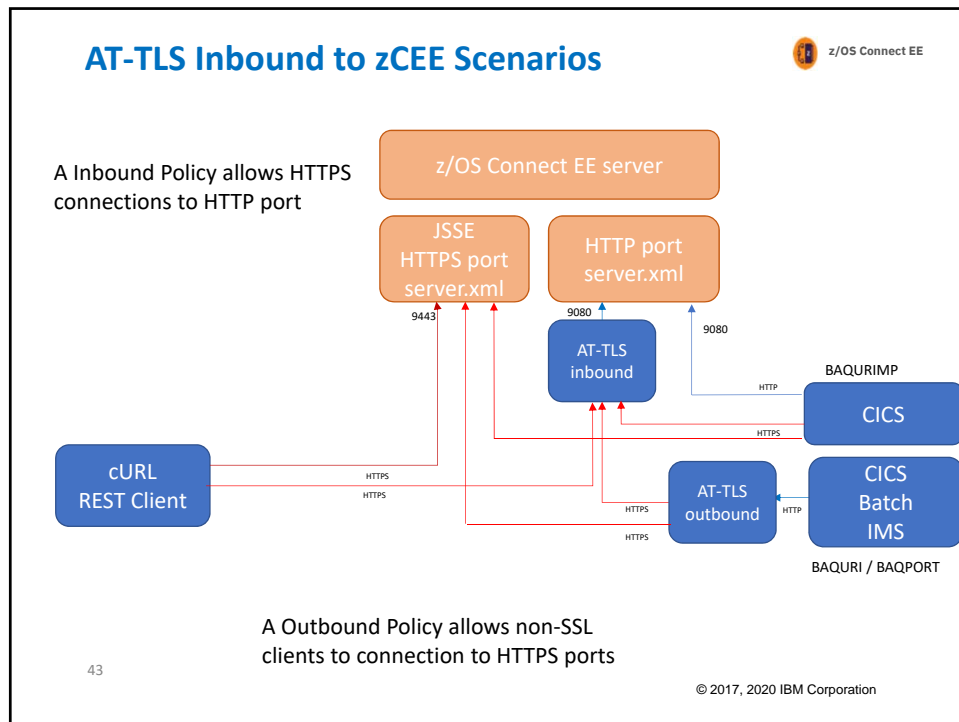 AT-TLS Inbound to zCEE Scenarios
z/OS Connect EE
A Inbound Policy allows HTTPS
connections to HTTP port
z/OS Connect EE server
JSSE
HTTPS port
server.xml
HTTP port
server.xml
9443
9080
9080
AT-TLS
inbound
BAQURIMP
HTTP
CICS
HTTPS
cURL
REST Client
HTTPS
HTTPS
AT-TLS
outbound
HTTPS
HTTPS
HTTP
CICS
Batch
IMS
BAQURI / BAQPORT
A Outbound Policy allows non-SSL
clients to connection to HTTPS ports
43
© 2017, 2020 IBM Corporation